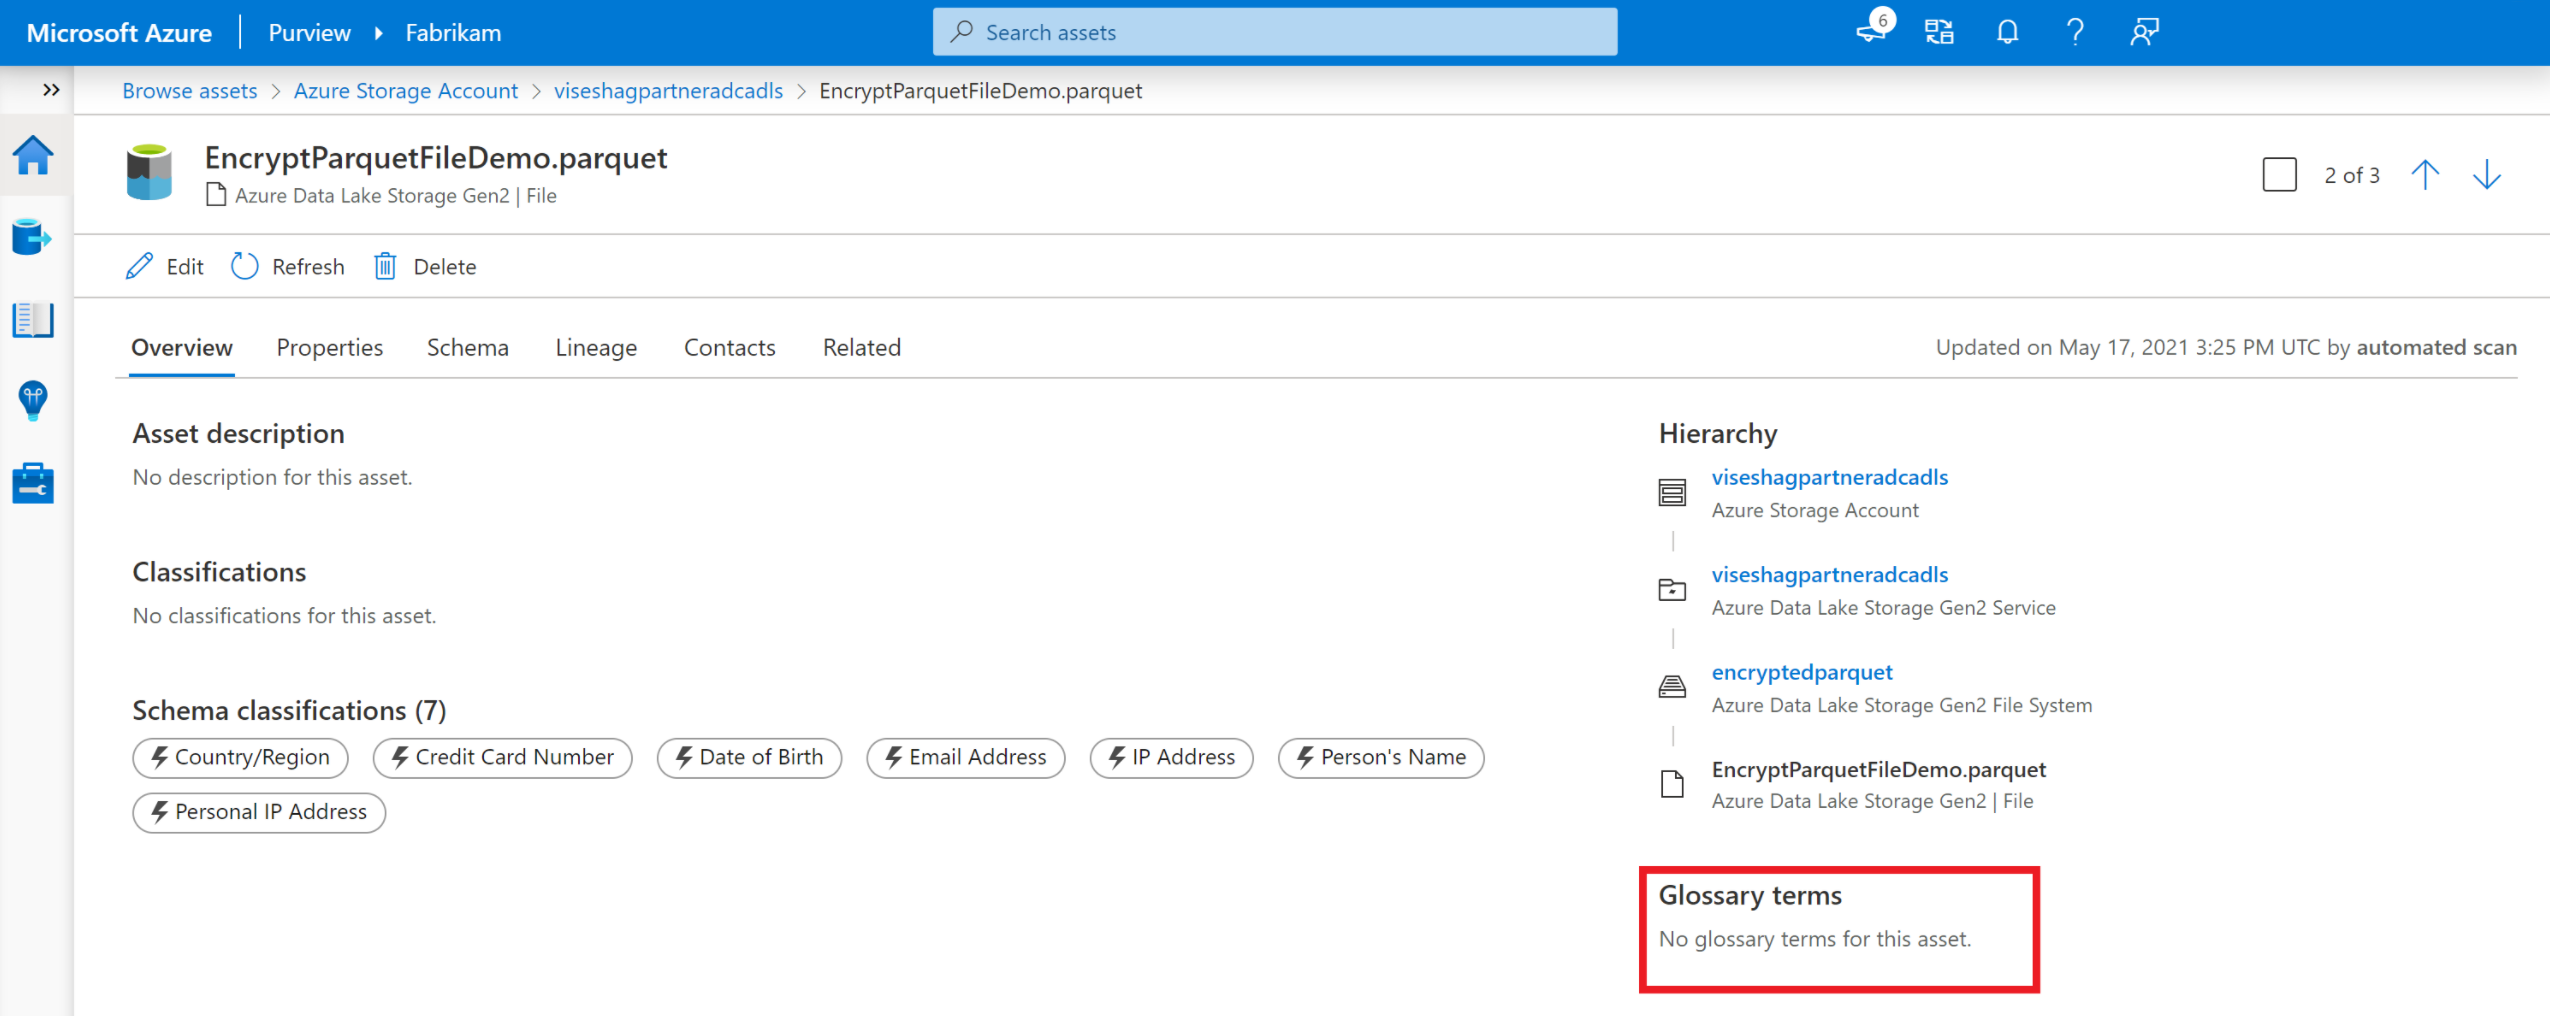 Microsoft Azure Purview Fabrikam Search assets 6
Browse assets > Azure Storage Account > viseshagpartneradcadls > EncryptParquetFileDemo.parquet
EncryptParquetFileDemo.parquet
Azure Data Lake Storage Gen2 | File
2 of 3
Edit Refresh Delete
Overview Properties Schema Lineage Contacts Related
Updated on May 17, 2021 3:25 PM UTC by automated scan
Asset description
No description for this asset.
Classifications
No classifications for this asset.
Schema classifications (7)
Country/Region Credit Card Number Date of Birth Email Address IP Address Person's Name
Personal IP Address
Hierarchy
viseshagpartneradcadls
Azure Storage Account
viseshagpartneradcadls
Azure Data Lake Storage Gen2 Service
encryptedparquet
Azure Data Lake Storage Gen2 File System
EncryptParquetFileDemo.parquet
Azure Data Lake Storage Gen2 | File
Glossary terms
No glossary terms for this asset.